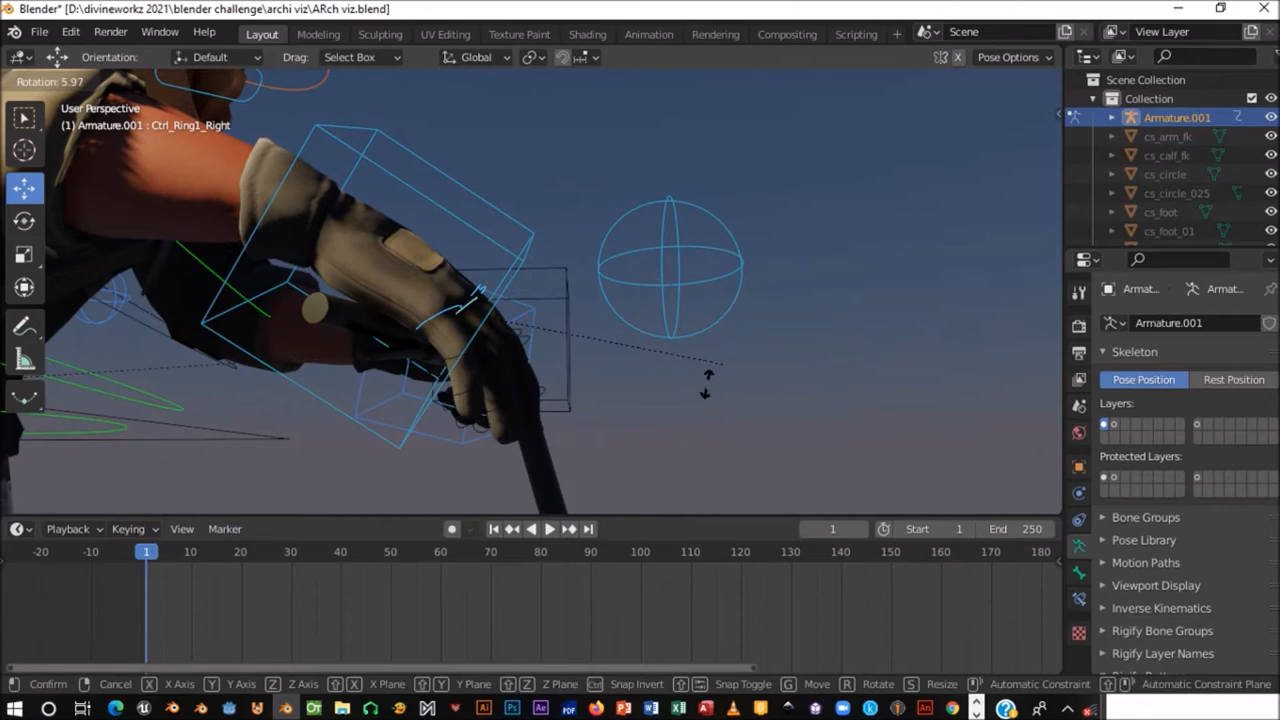 Blender* [D:\divineworkz 2021\blender challenge\archi viz\ARch viz.blend]
File Edit Render Window Help Layout Modeling Sculpting UV Editing Texture Paint Shading Animation Compositing Scripting + Scene View Layer
Orientation: Default Drag: Select Box Global X Pose Options
Rotation: 5.97
User Perspective
(1) Armature.001 : Ctrl_Ring1_Right
Scene Collection
Collection
Armature.001
cs_arm_fk
cs_calf_fk
cs_circle
cs_circle_025
cs_foot
cs_foot_01
Armat... Armat...
Armature.001
Skeleton
Pose Position Rest Position
Layers:
Protected Layers:
Bone Groups
Pose Library
Motion Paths
Viewport Display
Inverse Kinematics
Rigify Bone Groups
Rigify Layer Names
Playback Keying View Marker 1 Start 1 End 250
-20 -10 1 10 20 30 40 50 60 70 80 90 100 110 120 130 140 150 160 170 180
Confirm Cancel X X Axis Y Y Axis Z Z Axis X X Plane Y Y Plane Z Z Plane Ctrl Snap Invert Snap Toggle G Move R Rotate S Resize Automatic Constraint Automatic Constraint Plane